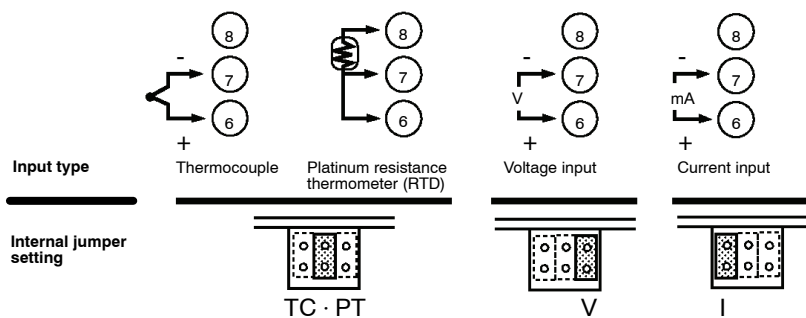 8 8 8 8
- - -
7 7 7 7
V mA
6 6 6 6
+ + +
Input type Thermocouple Platinum resistance thermometer (RTD) Voltage input Current input
Internal jumper setting
TC · PT V I